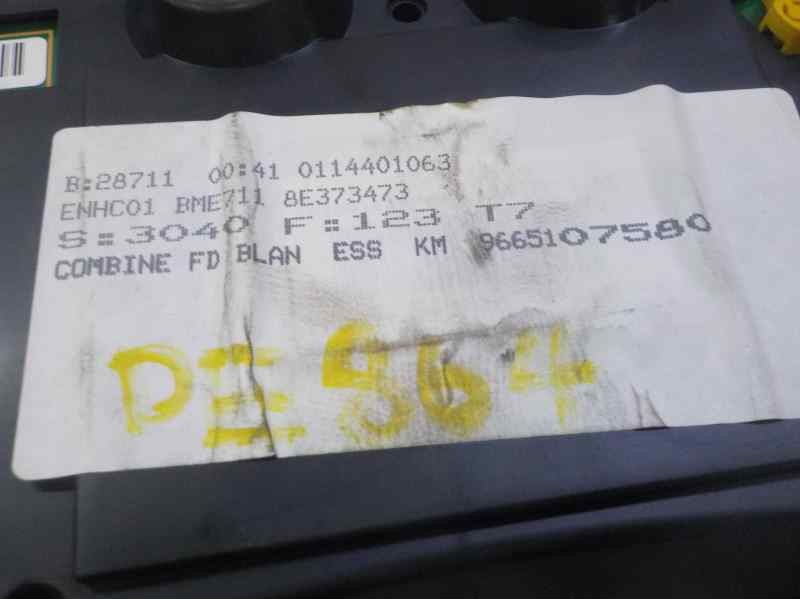 B:28711 00:41 0114401063
ENHC01 BME711 8E373473
S:3040 F:123 T7
COMBINE FD BLAN ESS KM 9665107580
DE 964